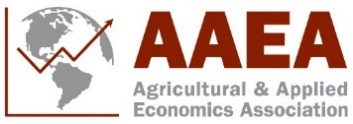 AAEA
Agricultural & Applied
Economics Association